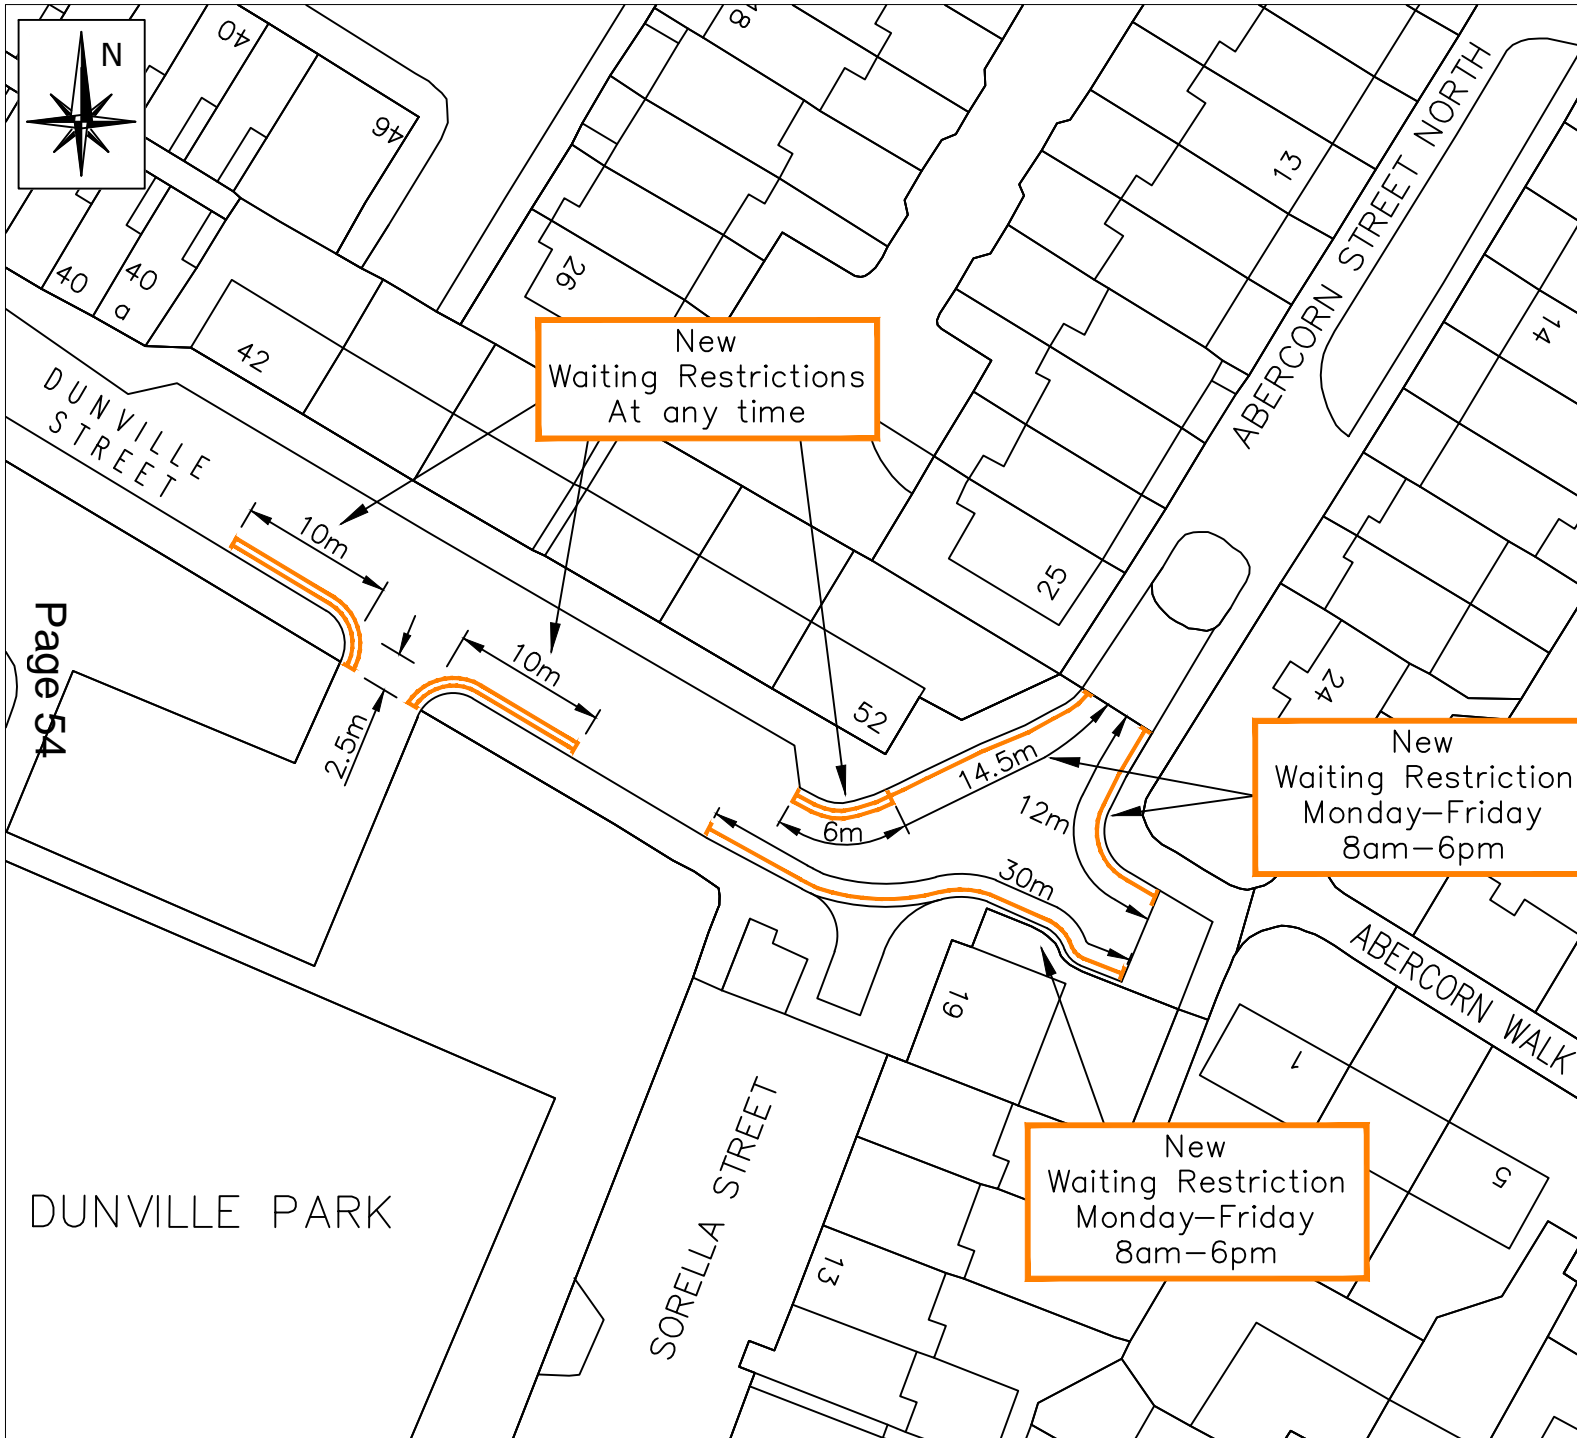 N
40
46
18
13
14
26
40
40
a
42
DUNVILLE
STREET
ABERCORN STREET NORTH
New
Waiting Restrictions
At any time
10m
10m
2.5m
Page 54
25
24
52
14.5m
12m
6m
30m
New
Waiting Restriction
Monday-Friday
8am-6pm
ABERCORN WALK
19
1
5
SORELLA STREET
New
Waiting Restriction
Monday-Friday
8am-6pm
DUNVILLE PARK
13